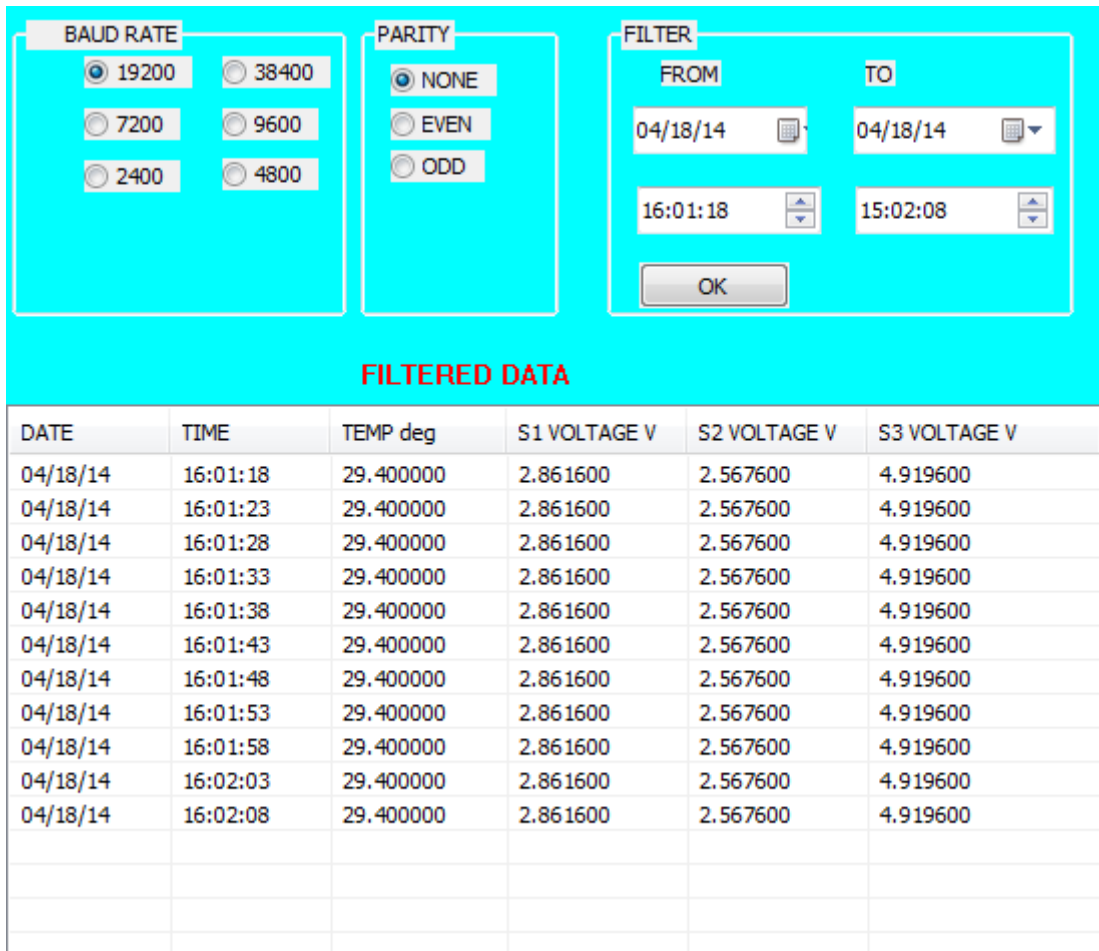 BAUD RATE PARITY FILTER
FROM TO
19200 38400 NONE
7200 9600 EVEN 04/18/14 04/18/14
2400 4800 ODD
16:01:18 15:02:08
OK
FILTERED DATA
DATE TIME TEMP deg S1 VOLTAGE V S2 VOLTAGE V S3 VOLTAGE V
04/18/14 16:01:18 29.400000 2.861600 2.567600 4.919600
04/18/14 16:01:23 29.400000 2.861600 2.567600 4.919600
04/18/14 16:01:28 29.400000 2.861600 2.567600 4.919600
04/18/14 16:01:33 29.400000 2.861600 2.567600 4.919600
04/18/14 16:01:38 29.400000 2.861600 2.567600 4.919600
04/18/14 16:01:43 29.400000 2.861600 2.567600 4.919600
04/18/14 16:01:48 29.400000 2.861600 2.567600 4.919600
04/18/14 16:01:53 29.400000 2.861600 2.567600 4.919600
04/18/14 16:01:58 29.400000 2.861600 2.567600 4.919600
04/18/14 16:02:03 29.400000 2.861600 2.567600 4.919600
04/18/14 16:02:08 29.400000 2.861600 2.567600 4.919600